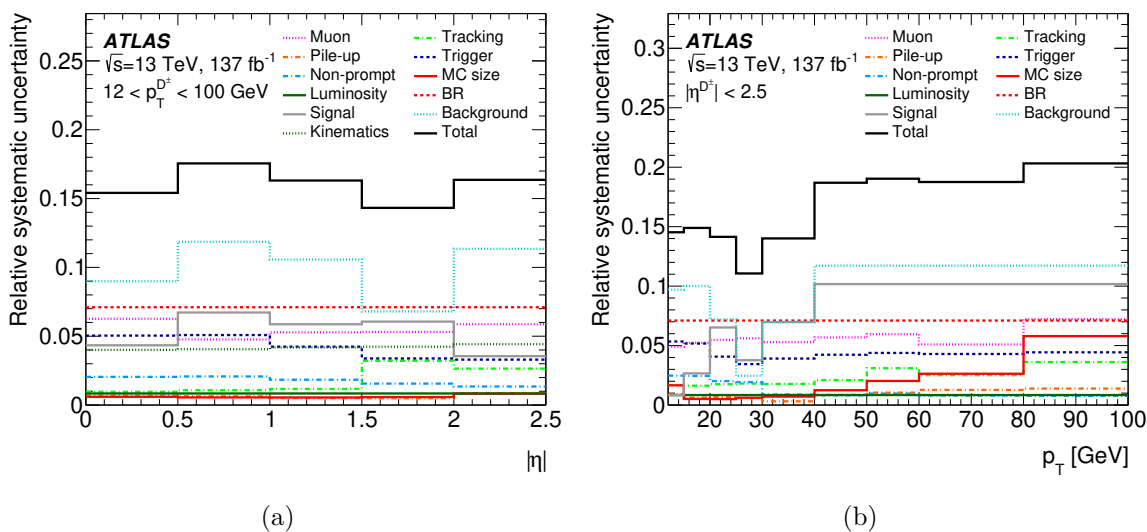 Relative systematic uncertainty
0.25
0.2
0.15
0.1
0.05
0
ATLAS
√s=13 TeV, 137 fb⁻¹
12 < p_T^{D±} < 100 GeV
Muon
Tracking
Pile-up
Trigger
Non-prompt
MC size
Luminosity
BR
Signal
Background
Kinematics
Total
0 0.5 1 1.5 2 2.5
|η|
(a)
Relative systematic uncertainty
0.3
0.25
0.2
0.15
0.1
0.05
0
ATLAS
√s=13 TeV, 137 fb⁻¹
|η^{D±}| < 2.5
Muon
Tracking
Pile-up
Trigger
Non-prompt
MC size
Luminosity
BR
Signal
Background
Total
20 30 40 50 60 70 80 90 100
p_T [GeV]
(b)